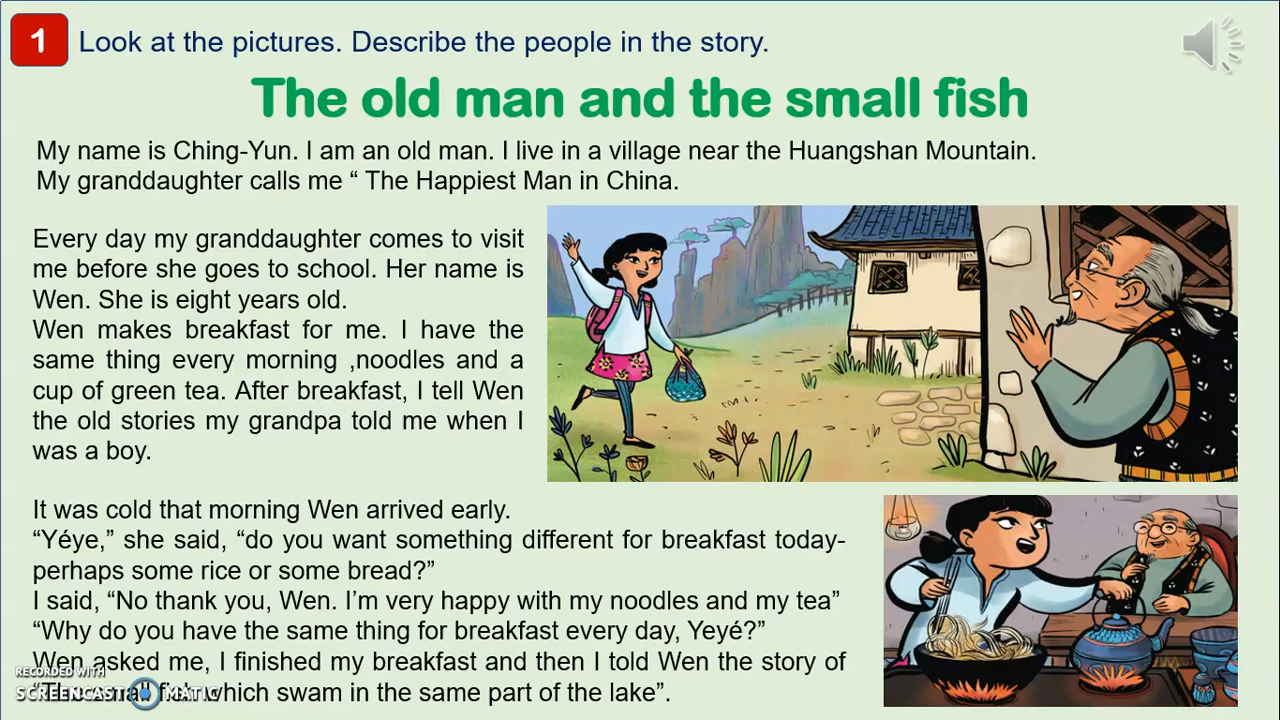 1 Look at the pictures. Describe the people in the story.
The old man and the small fish
My name is Ching-Yun. I am an old man. I live in a village near the Huangshan Mountain.
My granddaughter calls me “ The Happiest Man in China.
Every day my granddaughter comes to visit
me before she goes to school. Her name is
Wen. She is eight years old.
Wen makes breakfast for me. I have the
same thing every morning ,noodles and a
cup of green tea. After breakfast, I tell Wen
the old stories my grandpa told me when I
was a boy.
It was cold that morning Wen arrived early.
“Yéye,” she said, “do you want something different for breakfast today-
perhaps some rice or some bread?”
I said, “No thank you, Wen. I’m very happy with my noodles and my tea”
“Why do you have the same thing for breakfast every day, Yeyé?”
Wen asked me, I finished my breakfast and then I told Wen the story of
“The small fish which swam in the same part of the lake”.
RECORDED WITH
SCREENCAST MATIC